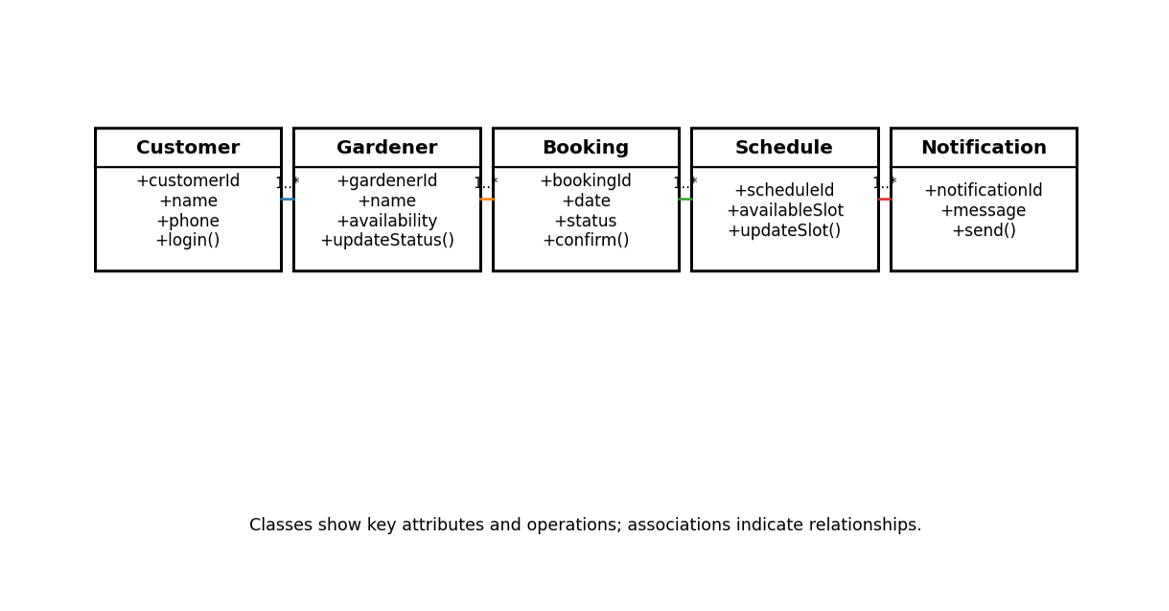 Customer
+customerId
+name
+phone
+login()
1..*
Gardener
+gardenerId
+name
+availability
+updateStatus()
1..*
Booking
+bookingId
+date
+status
+confirm()
1..*
Schedule
+scheduleId
+availableSlot
+updateSlot()
1..*
Notification
+notificationId
+message
+send()
Classes show key attributes and operations; associations indicate relationships.